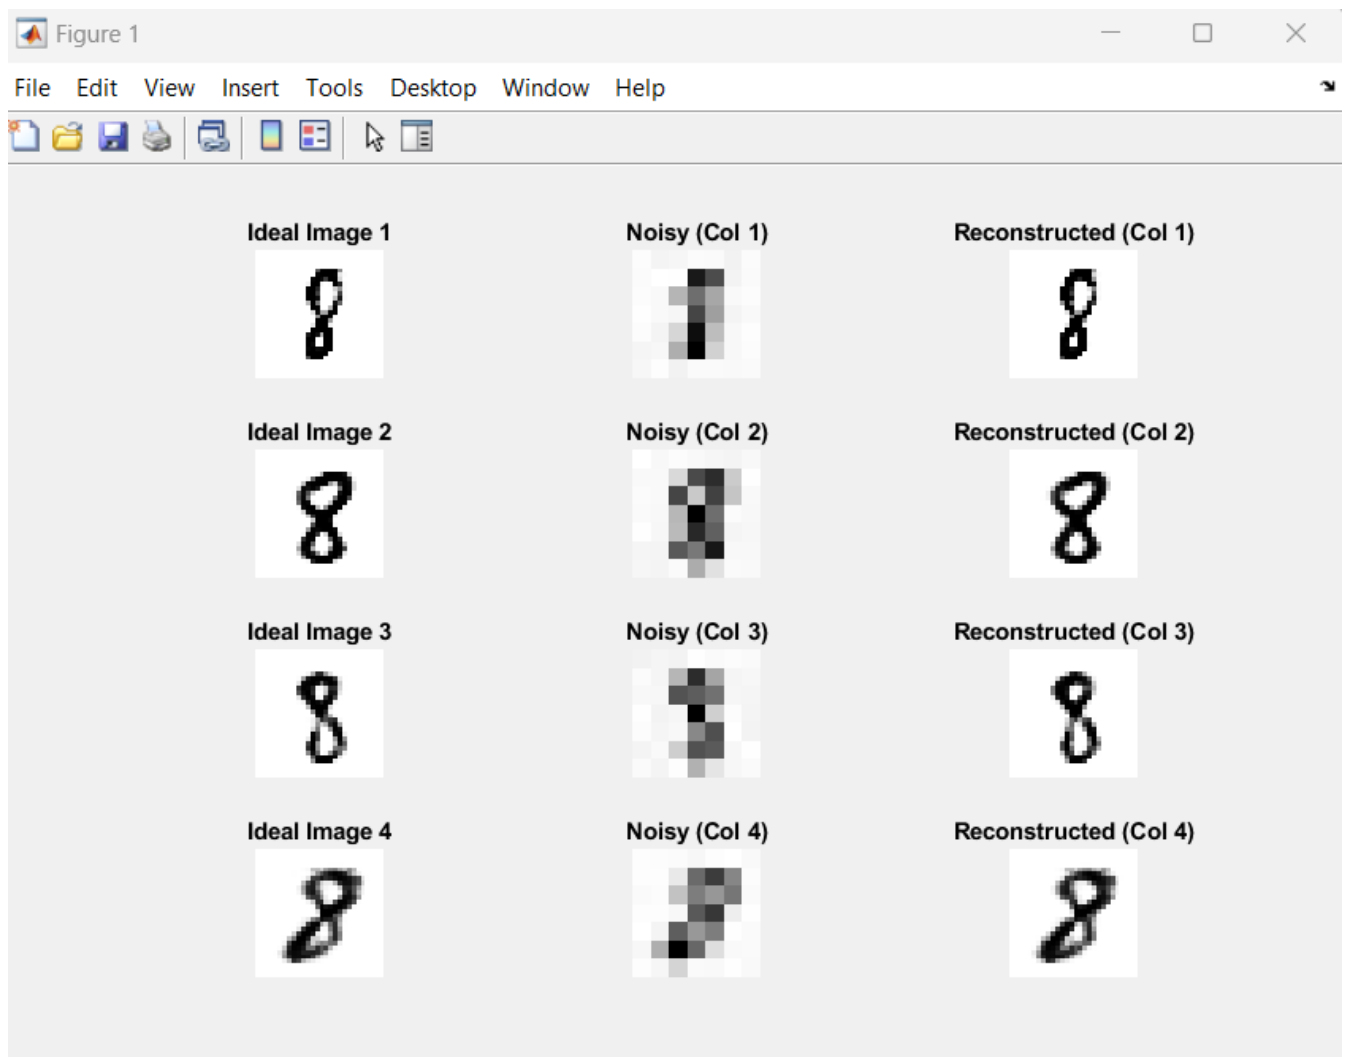 Figure 1
File Edit View Insert Tools Desktop Window Help
Ideal Image 1 Noisy (Col 1) Reconstructed (Col 1)
Ideal Image 2 Noisy (Col 2) Reconstructed (Col 2)
Ideal Image 3 Noisy (Col 3) Reconstructed (Col 3)
Ideal Image 4 Noisy (Col 4) Reconstructed (Col 4)